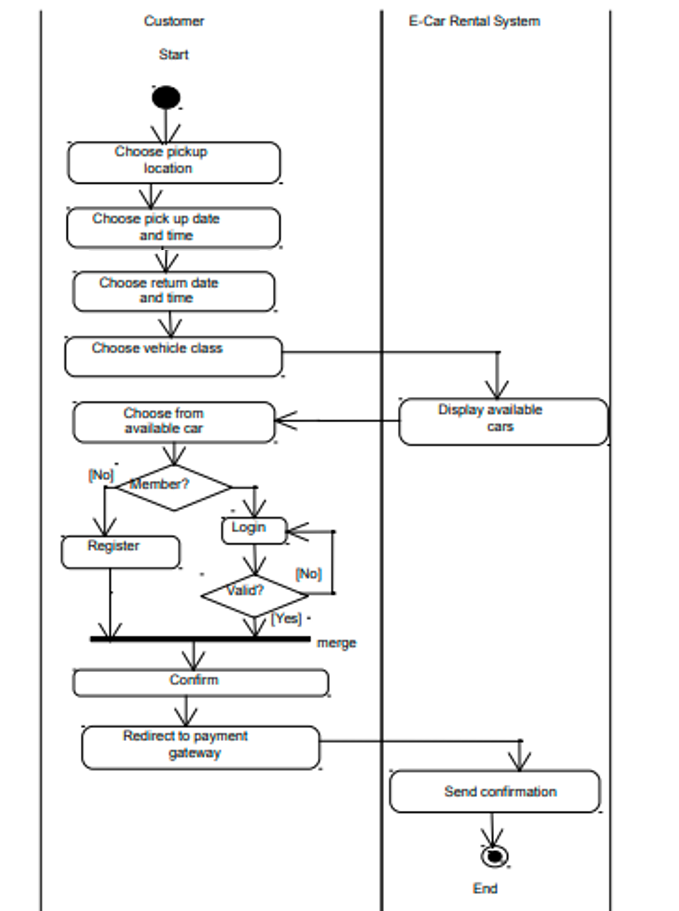 Customer
E-Car Rental System
Start
Choose pickup
location
Choose pick up date
and time
Choose return date
and time
Choose vehicle class
Display available
cars
Choose from
available car
[No]
Member?
Login
Register
[No]
Valid?
[Yes]
merge
Confirm
Redirect to payment
gateway
Send confirmation
End